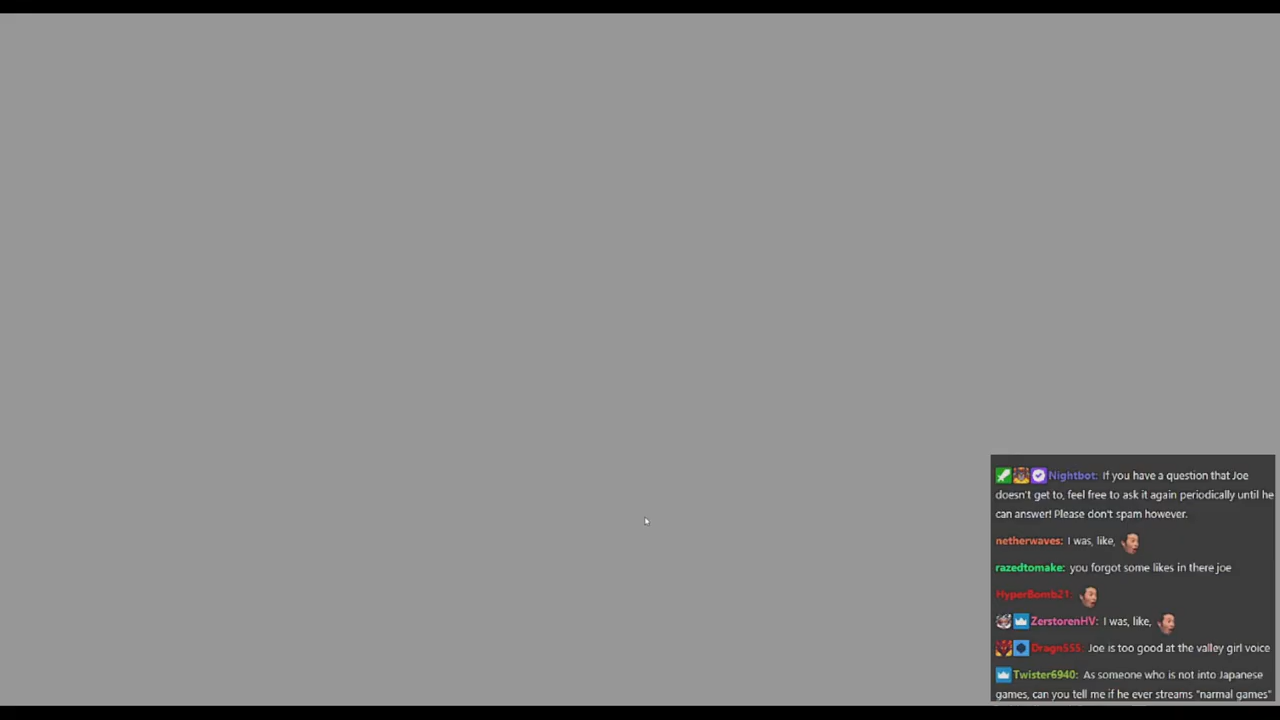 Nightbot: If you have a question that Joe
doesn't get to, feel free to ask it again periodically until he
can answer! Please don't spam however.
netherwaves: I was, like,
razedtomake: you forgot some likes in there joe
HyperBomb21:
ZerstorenHV: I was, like,
Dragn555: Joe is too good at the valley girl voice
Twister6940: As someone who is not into Japanese
games, can you tell me if he ever streams "narmal games"